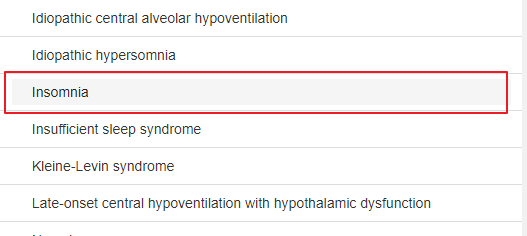 Idiopathic central alveolar hypoventilation
Idiopathic hypersomnia
Insomnia
Insufficient sleep syndrome
Kleine-Levin syndrome
Late-onset central hypoventilation with hypothalamic dysfunction